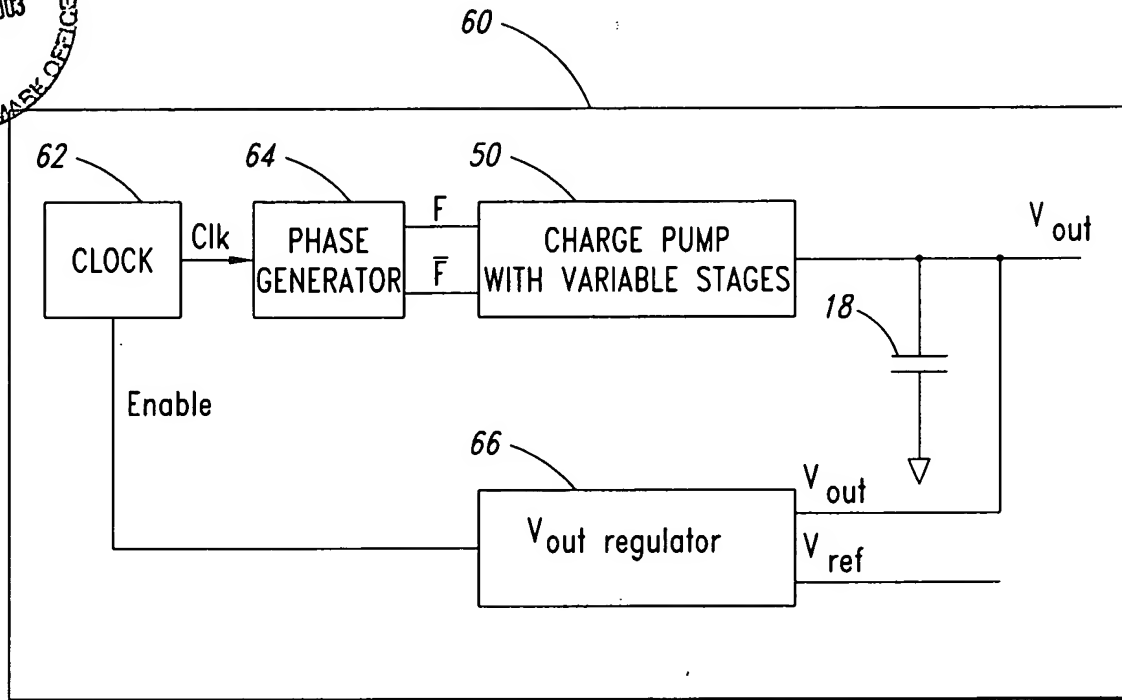 60
62
64
50
CLOCK
Clk
PHASE
GENERATOR
F
F̅
CHARGE PUMP
WITH VARIABLE STAGES
V out
18
Enable
66
V out regulator
V out
V ref